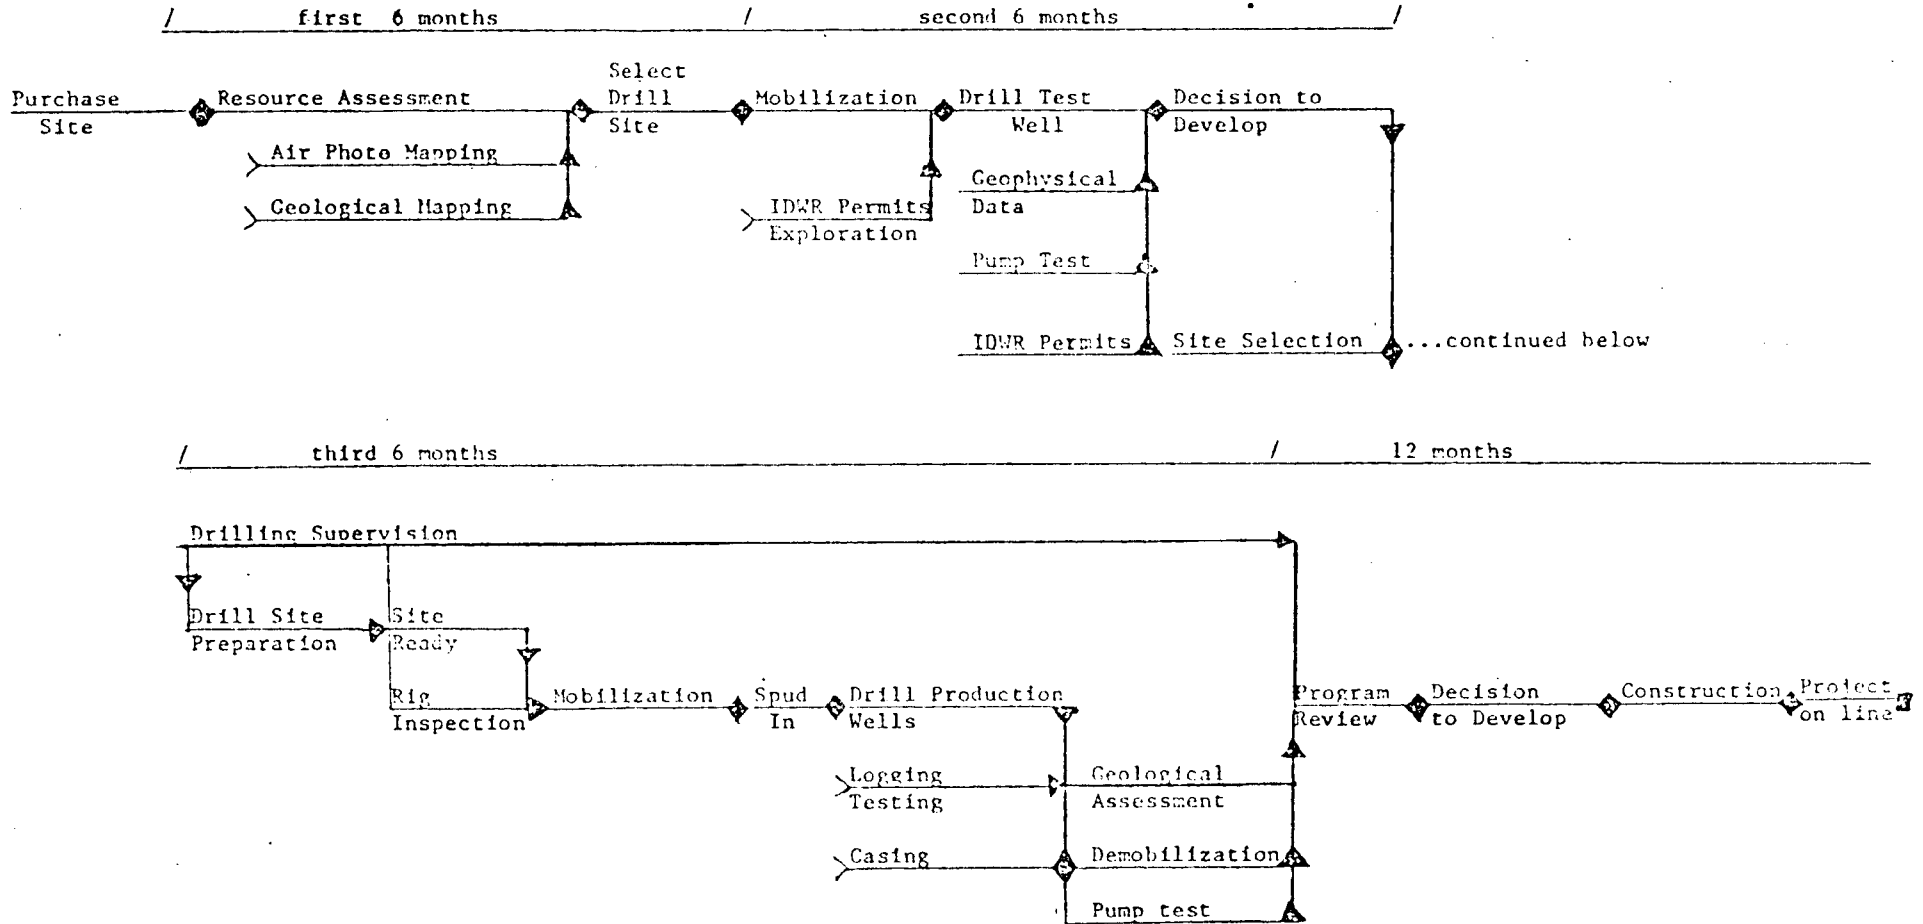 / first 6 months / second 6 months /
Select
Purchase Resource Assessment Drill Mobilization Drill Test Decision to
Site Site Well Develop
Air Photo Mapping
Geophysical
Geological Mapping IDWR Permits Data
Exploration
Pump Test
IDWR Permits Site Selection ...continued below
/ third 6 months / 12 months
Drilling Supervision
Drill Site Site
Preparation Ready
Rig Mobilization Spud Drill Production Program Decision Construction Project
Inspection In Wells Review to Develop on line
Logging Geological
Testing Assessment
Casing Demobilization
Pump test